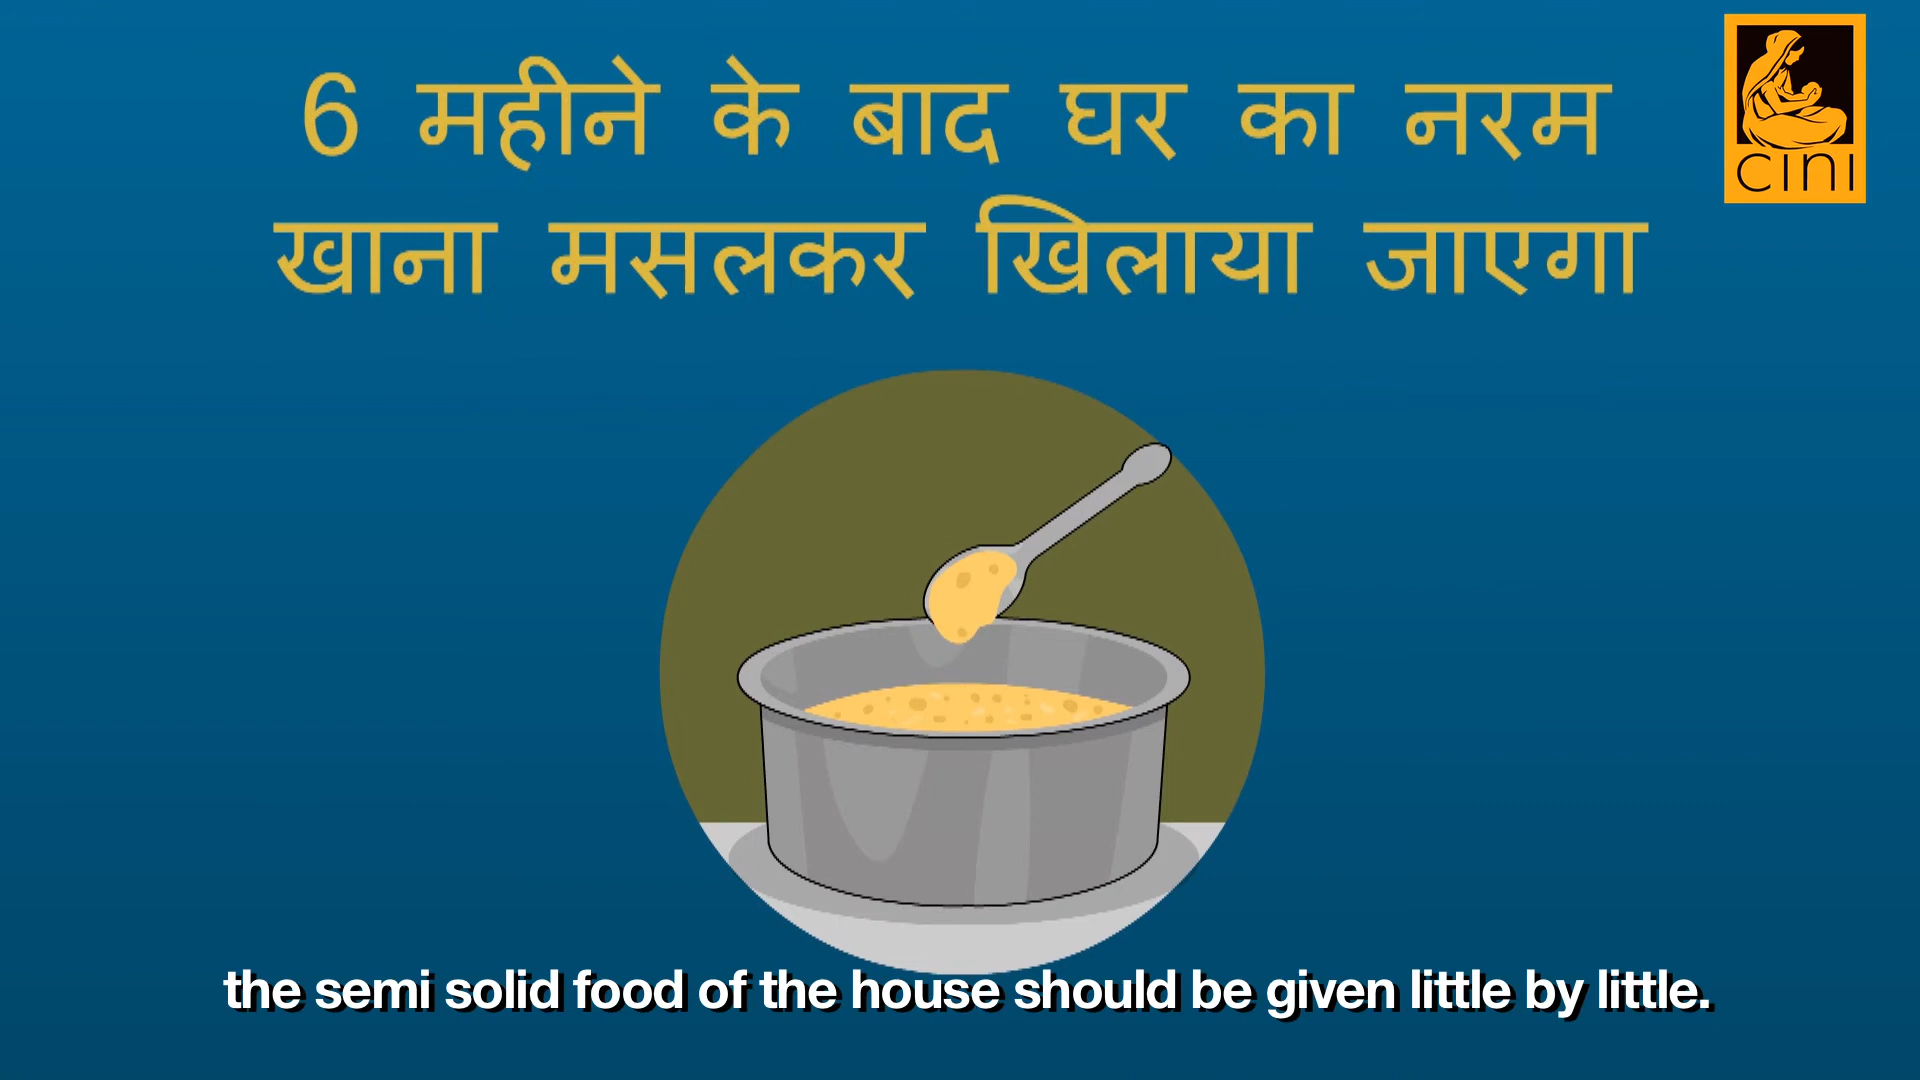 6 महीने के बाद घर का नरम
खाना मसलकर खिलाया जाएगा
CINI
the semi solid food of the house should be given little by little.